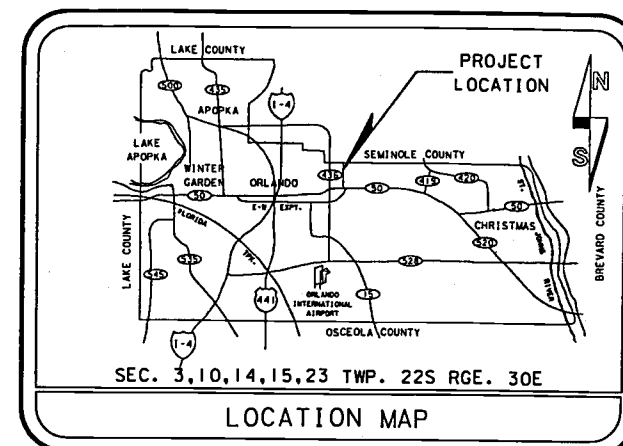 LAKE COUNTY
PROJECT
LOCATION
N
S
500
435
I-4
APOPKA
LAKE
APOPKA
436
SEMINOLE COUNTY
WINTER
GARDEN
ORLANDO
419
420
50
50
50
E-W EXPT.
CHRISTMAS
ST.
JOHNS
RIVER
LAKE COUNTY
FLORIDA
TPK.
520
BREVARD COUNTY
545
535
528
441
ORLANDO
INTERNATIONAL
AIRPORT
15
I-4
OSCEOLA COUNTY
SEC. 3,10,14,15,23 TWP. 22S RGE. 30E
LOCATION MAP